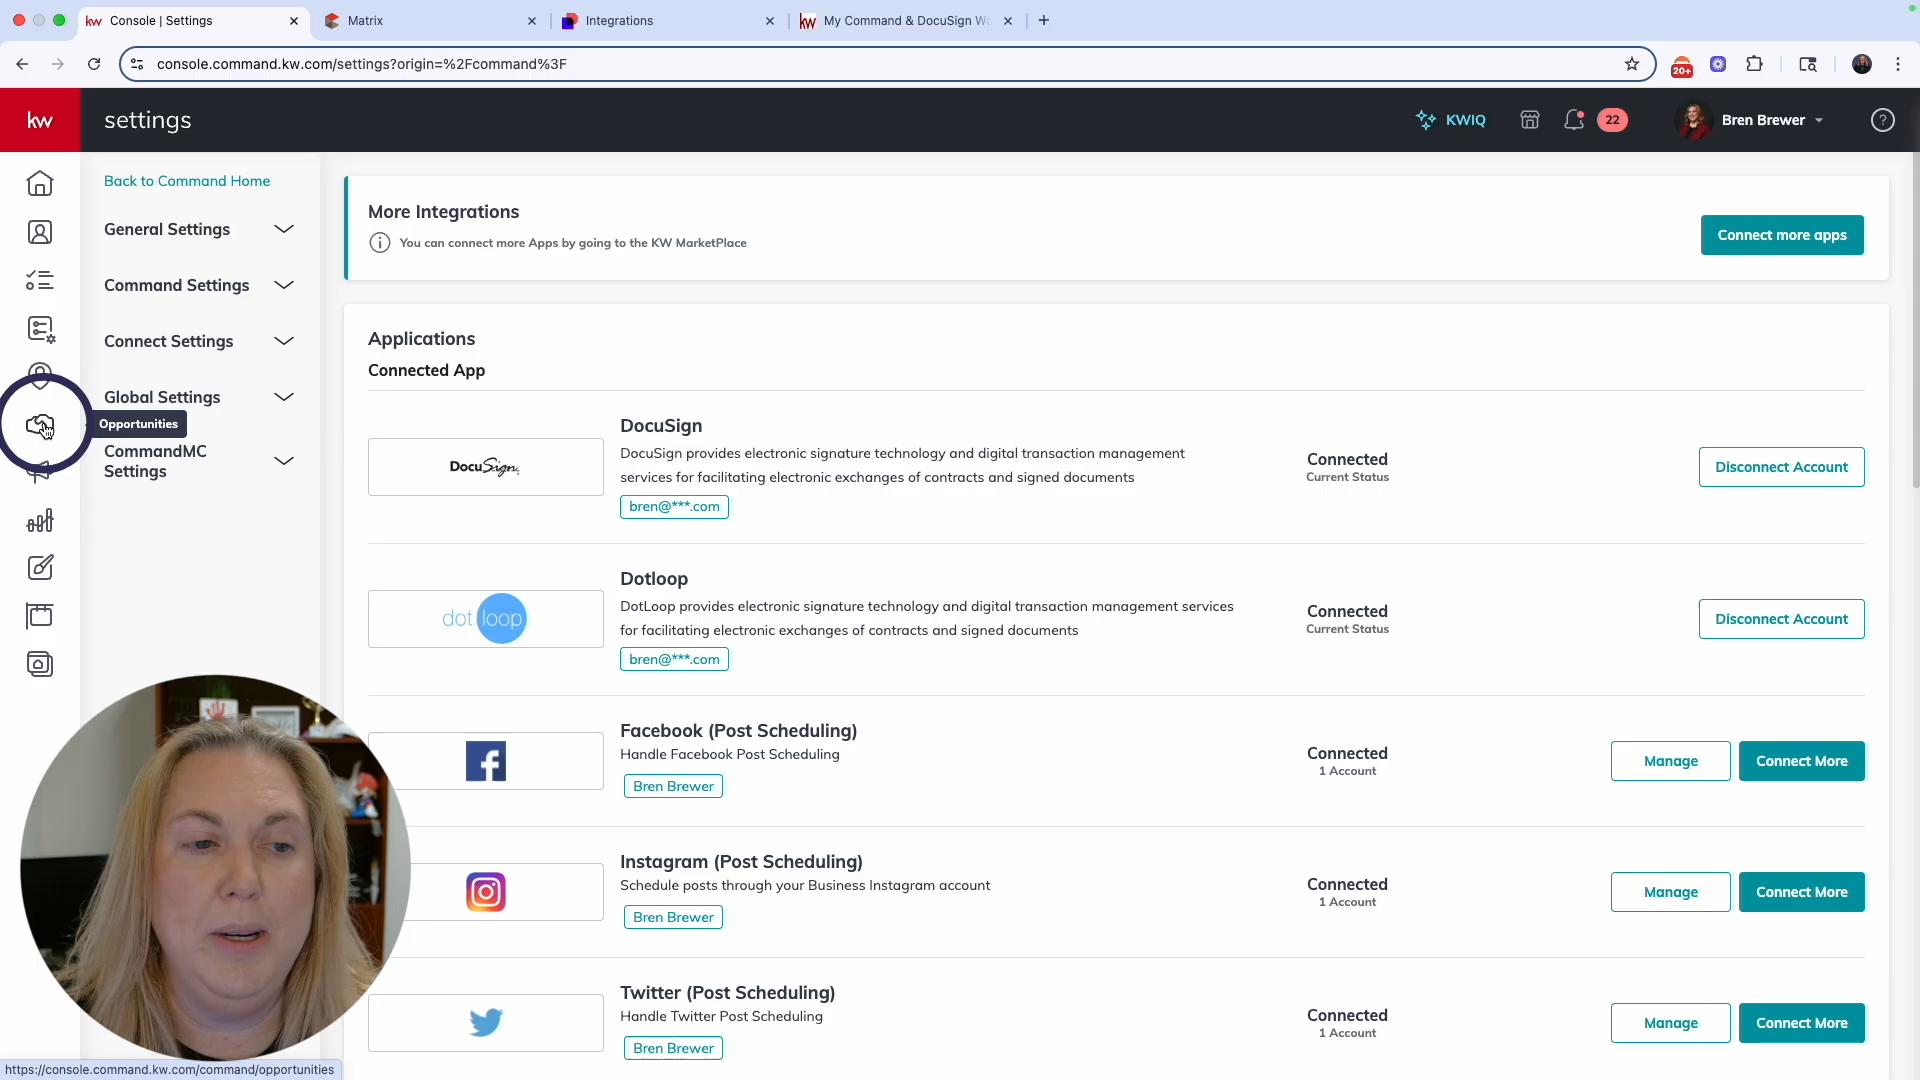 Console | Settings
Matrix
Integrations
My Command & DocuSign Wo
console.command.kw.com/settings?origin=%2Fcommand%3F
20+
kw
settings
KWIQ
22
Bren Brewer
Back to Command Home
General Settings
Command Settings
Connect Settings
Global Settings
Opportunities
CommandMC
Settings
More Integrations
You can connect more Apps by going to the KW MarketPlace
Connect more apps
Applications
Connected App
DocuSign
DocuSign
DocuSign provides electronic signature technology and digital transaction management
services for facilitating electronic exchanges of contracts and signed documents
bren@***.com
Connected
Current Status
Disconnect Account
dotloop
Dotloop
DotLoop provides electronic signature technology and digital transaction management services
for facilitating electronic exchanges of contracts and signed documents
bren@***.com
Connected
Current Status
Disconnect Account
Facebook (Post Scheduling)
Handle Facebook Post Scheduling
Bren Brewer
Connected
1 Account
Manage
Connect More
Instagram (Post Scheduling)
Schedule posts through your Business Instagram account
Bren Brewer
Connected
1 Account
Manage
Connect More
Twitter (Post Scheduling)
Handle Twitter Post Scheduling
Bren Brewer
Connected
1 Account
Manage
Connect More
https://console.command.kw.com/command/opportunities